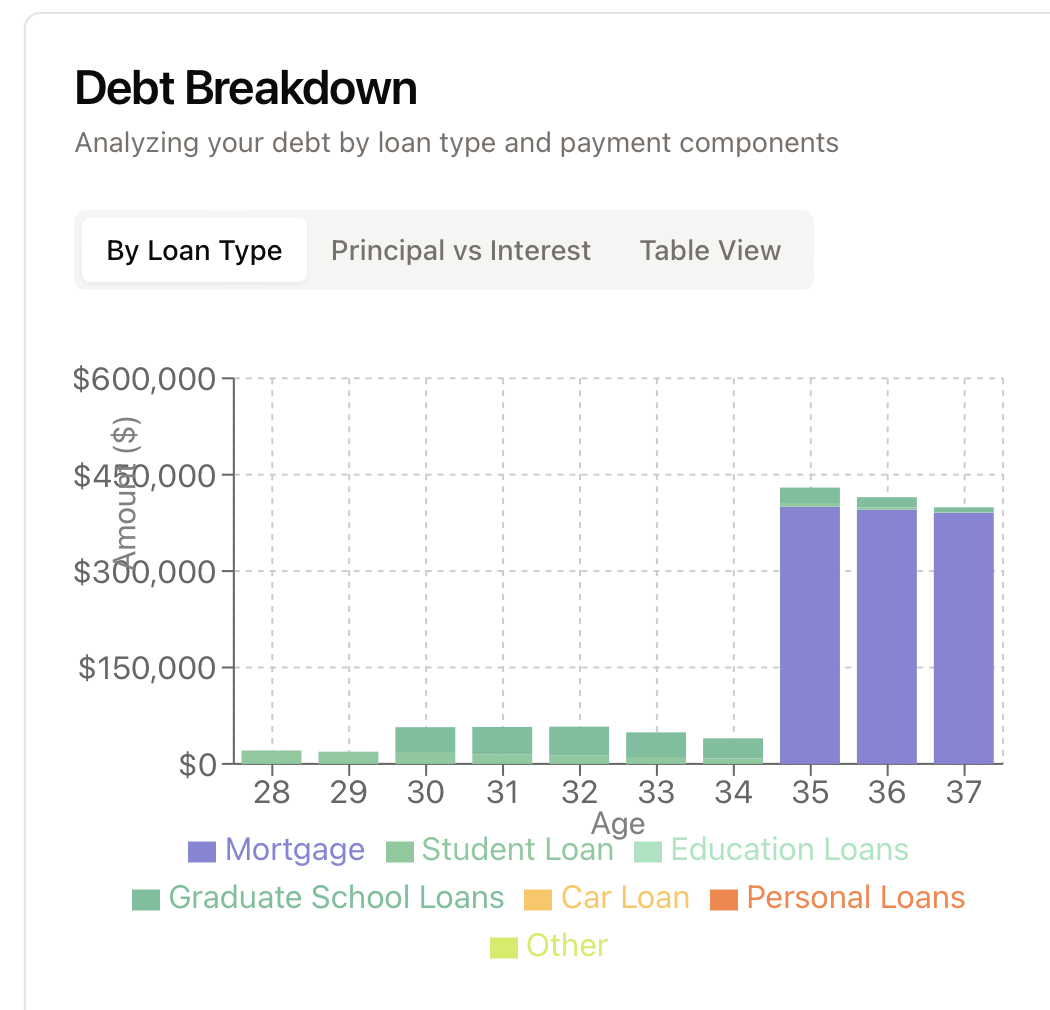 Debt Breakdown
Analyzing your debt by loan type and payment components
By Loan Type Principal vs Interest Table View
$600,000
Amount ($)
$450,000
$300,000
$150,000
$0
28 29 30 31 32 33 34 35 36 37
Age
Mortgage Student Loan Education Loans
Graduate School Loans Car Loan Personal Loans
Other